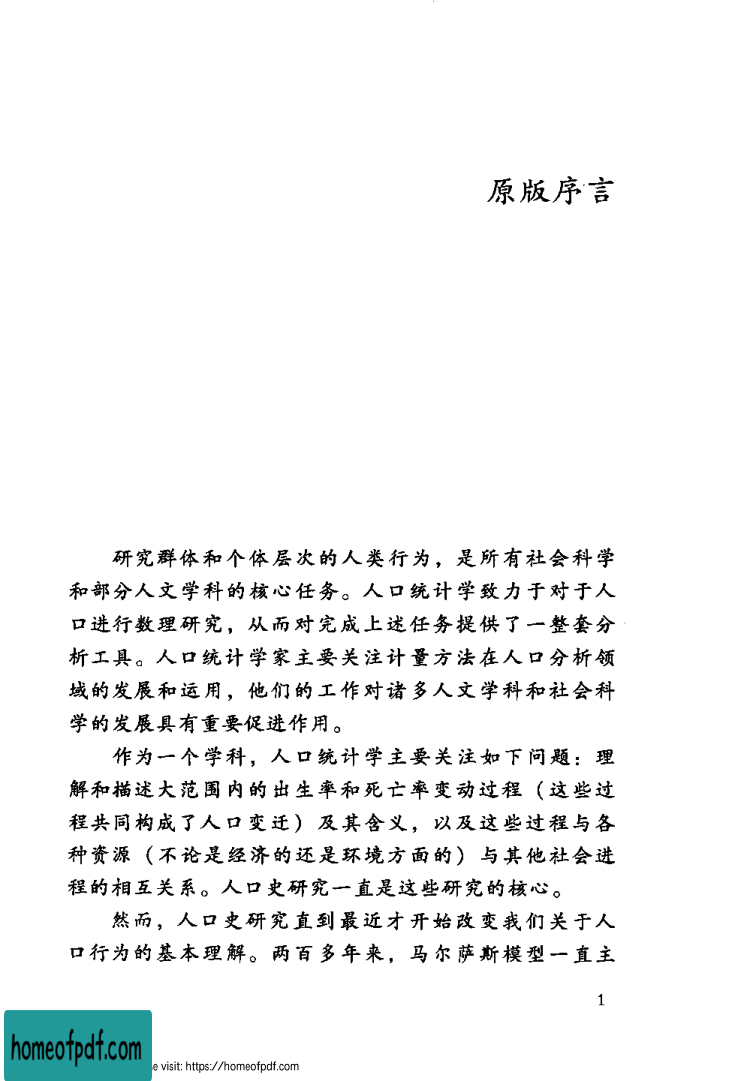 原版序言
研究群体和个体层次的人类行为，是所有社会科学
和部分人文学科的核心任务。人口统计学致力于对于人
口进行数理研究，从而对完成上述任务提供了一整套分
析工具。人口统计学家主要关注计量方法在人口分析领
域的发展和运用，他们的工作对诸多人文学科和社会科
学的发展具有重要促进作用。
作为一个学科，人口统计学主要关注如下问题：理
解和描述大范围内的出生率和死亡率变动过程（这些过
程共同构成了人口变迁）及其含义，以及这些过程与各
种资源（不论是经济的还是环境方面的）与其他社会进
程的相互关系。人口史研究一直是这些研究的核心。
然而，人口史研究直到最近才开始改变我们关于人
口行为的基本理解。两百多年来，马尔萨斯模型一直主
1
homeofpdf.com
visit: https://homeofpdf.com